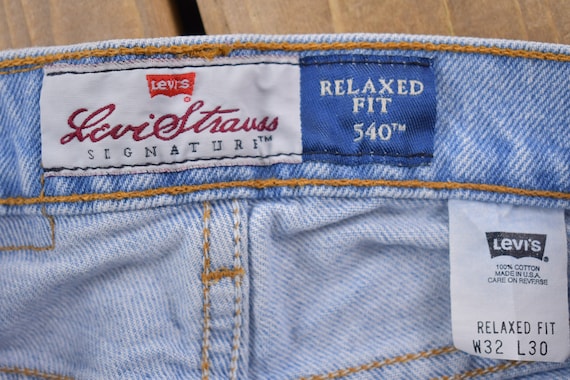 LEVI'S
Levi Strauss
SIGNATURE™
RELAXED
FIT
540™
LEVI'S
100% COTTON
MADE IN U.S.A.
CARE ON REVERSE
RELAXED FIT
W32 L30